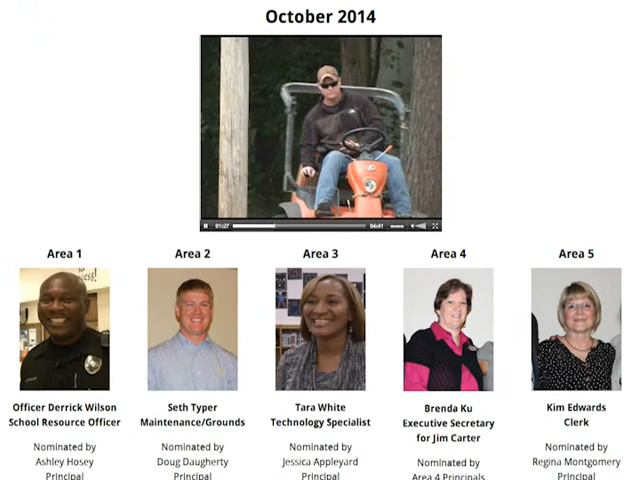 October 2014
01:27
06:41
Area 1
Area 2
Area 3
Area 4
Area 5
Officer Derrick Wilson
School Resource Officer
Nominated by
Ashley Hosey
Principal
Seth Typer
Maintenance/Grounds
Nominated by
Doug Daugherty
Principal
Tara White
Technology Specialist
Nominated by
Jessica Appleyard
Principal
Brenda Ku
Executive Secretary
for Jim Carter
Nominated by
Area 4 Principals
Kim Edwards
Clerk
Nominated by
Regina Montgomery
Principal